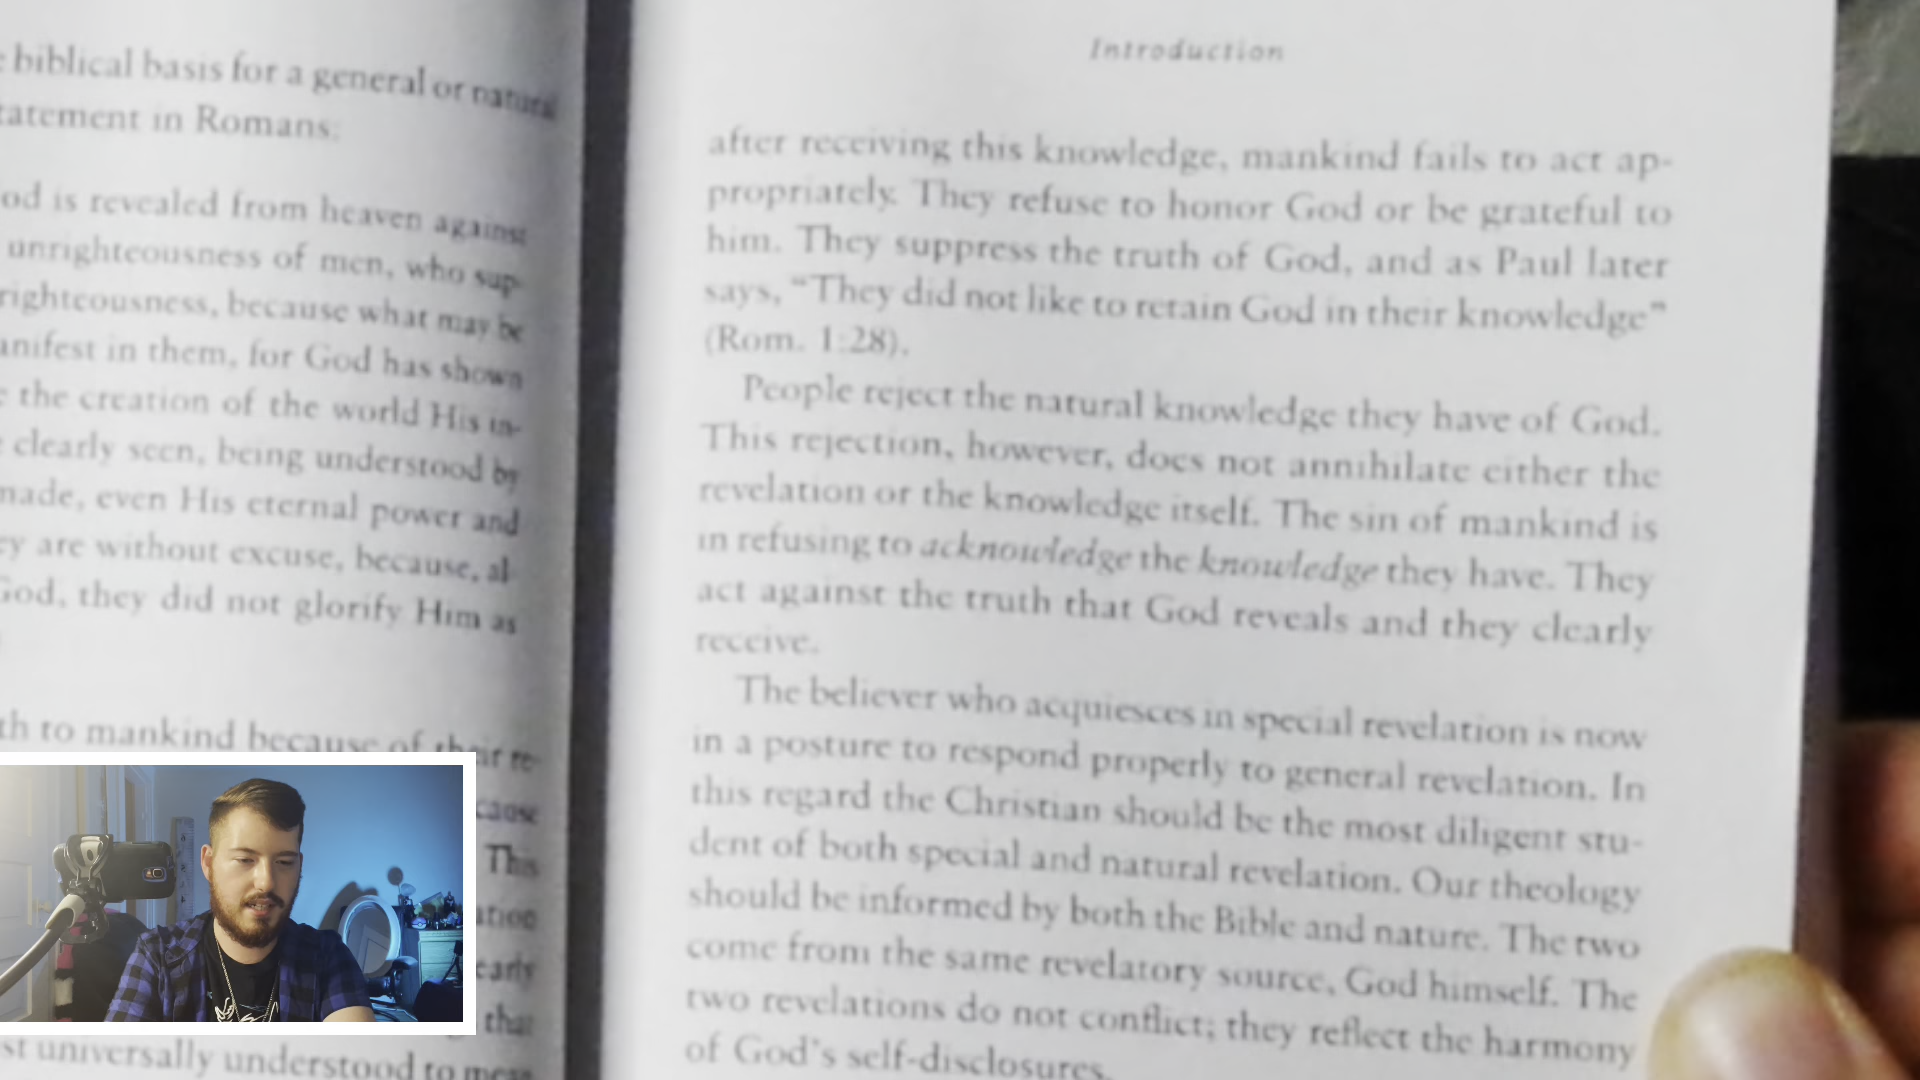 biblical basis for a general or natural
tatement in Romans:
od is revealed from heaven against
unrighteousness of men, who sup-
righteousness, because what may be
anifest in them, for God has shown
the creation of the world His in-
clearly seen, being understood by
made, even His eternal power and
ey are without excuse, because, al-
God, they did not glorify Him as
th to mankind because of their re-
cause
This
ation
early
that
st universally understood to mean
Introduction
after receiving this knowledge, mankind fails to act ap-
propriately. They refuse to honor God or be grateful to
him. They suppress the truth of God, and as Paul later
says, “They did not like to retain God in their knowledge”
(Rom. 1:28).
People reject the natural knowledge they have of God.
This rejection, however, does not annihilate either the
revelation or the knowledge itself. The sin of mankind is
in refusing to acknowledge the knowledge they have. They
act against the truth that God reveals and they clearly
receive.
The believer who acquiesces in special revelation is now
in a posture to respond properly to general revelation. In
this regard the Christian should be the most diligent stu-
dent of both special and natural revelation. Our theology
should be informed by both the Bible and nature. The two
come from the same revelatory source, God himself. The
two revelations do not conflict; they reflect the harmony
of God’s self-disclosures.